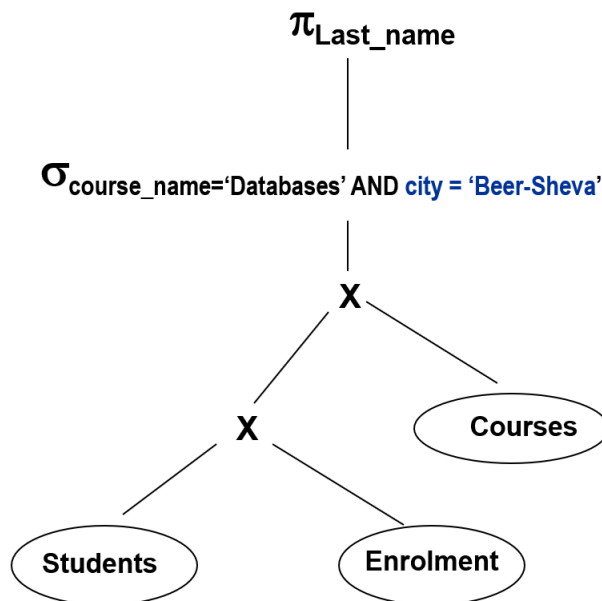 πLast_name
σcourse_name=‘Databases’ AND city = ‘Beer-Sheva’
X
Courses
X
Students
Enrolment